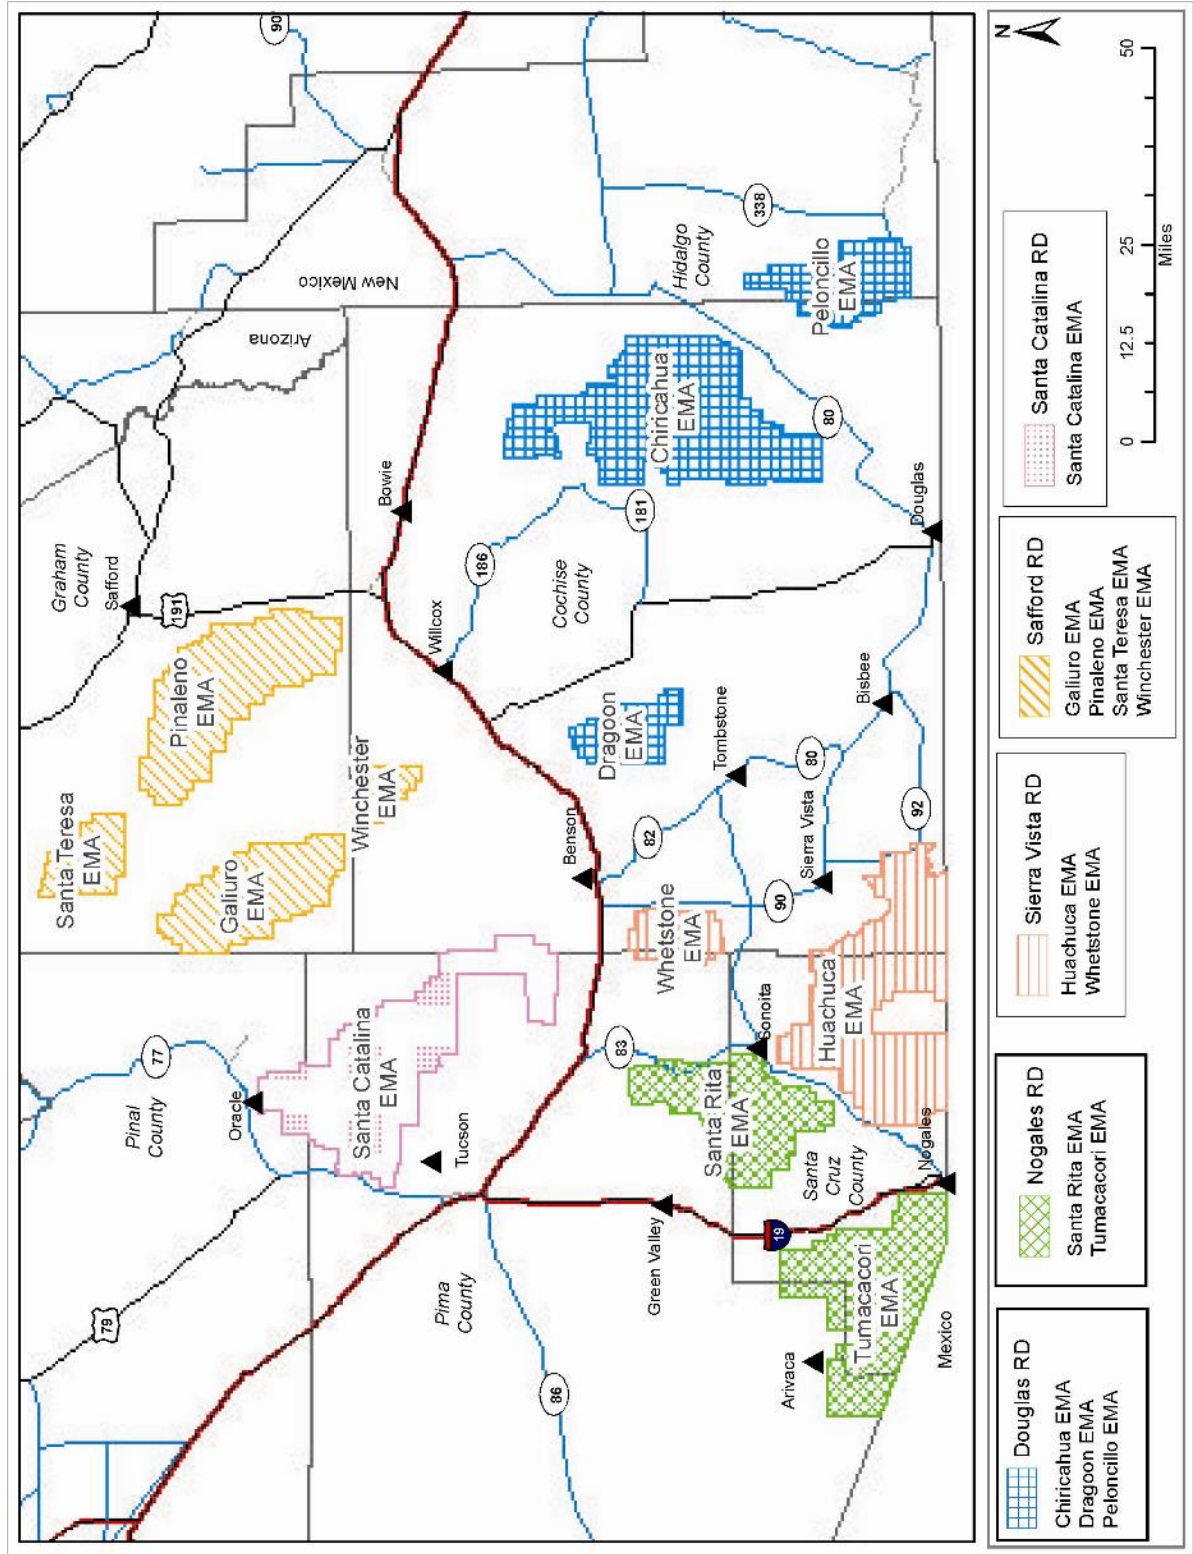 Santa Teresa
EMA
Graham
County
Safford
79
Pinal
County
77
Pinaleno
EMA
191
90
Oracle
Galiuro
EMA
Arizona
New Mexico
Santa Catalina
EMA
Winchester
EMA
Bowie
Pima
County
Tucson
Willcox
186
86
Benson
Cochise
County
Dragoon
EMA
83
82
181
Green Valley
Whetstone
EMA
Chiricahua
EMA
Hidalgo
County
Santa Rita
EMA
Tombstone
338
19
Sonoita
90
Arivaca
Santa
Cruz
County
Sierra Vista
80
80
Peloncillo
EMA
Huachuca
EMA
Tumacacori
EMA
Bisbee
92
Nogales
Douglas
Mexico
Douglas RD
Chiricahua EMA
Dragoon EMA
Peloncillo EMA
Nogales RD
Santa Rita EMA
Tumacacori EMA
Sierra Vista RD
Huachuca EMA
Whetstone EMA
Safford RD
Galiuro EMA
Pinaleno EMA
Santa Teresa EMA
Winchester EMA
Santa Catalina RD
Santa Catalina EMA
N
0 12.5 25 50
Miles